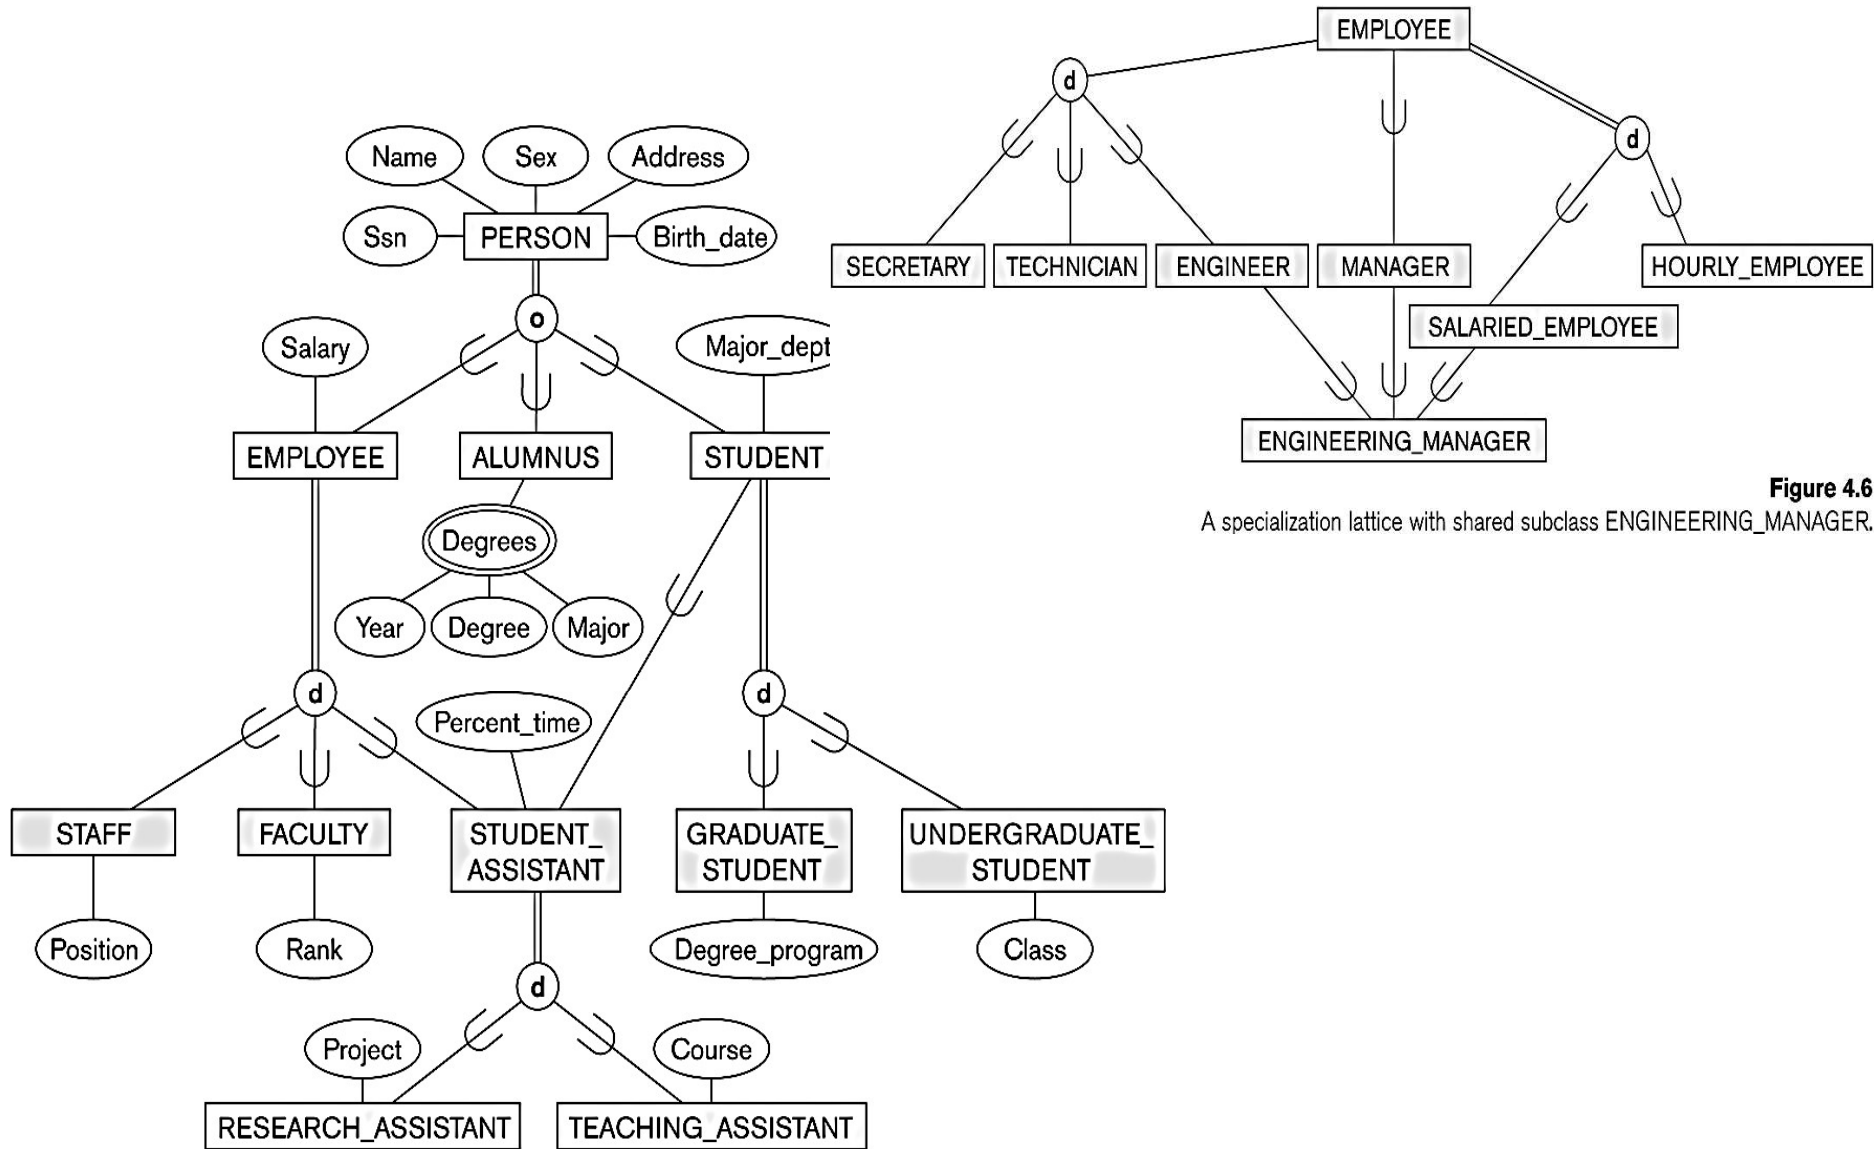 Name
Sex
Address
Ssn
PERSON
Birth_date
o
Salary
Major_dept
EMPLOYEE
ALUMNUS
STUDENT
Degrees
Year
Degree
Major
d
d
Percent_time
STAFF
FACULTY
STUDENT_
ASSISTANT
GRADUATE_
STUDENT
UNDERGRADUATE_
STUDENT
Position
Rank
Degree_program
Class
d
Project
Course
RESEARCH_ASSISTANT
TEACHING_ASSISTANT
EMPLOYEE
d
d
SECRETARY
TECHNICIAN
ENGINEER
MANAGER
HOURLY_EMPLOYEE
SALARIED_EMPLOYEE
ENGINEERING_MANAGER
Figure 4.6
A specialization lattice with shared subclass ENGINEERING_MANAGER.